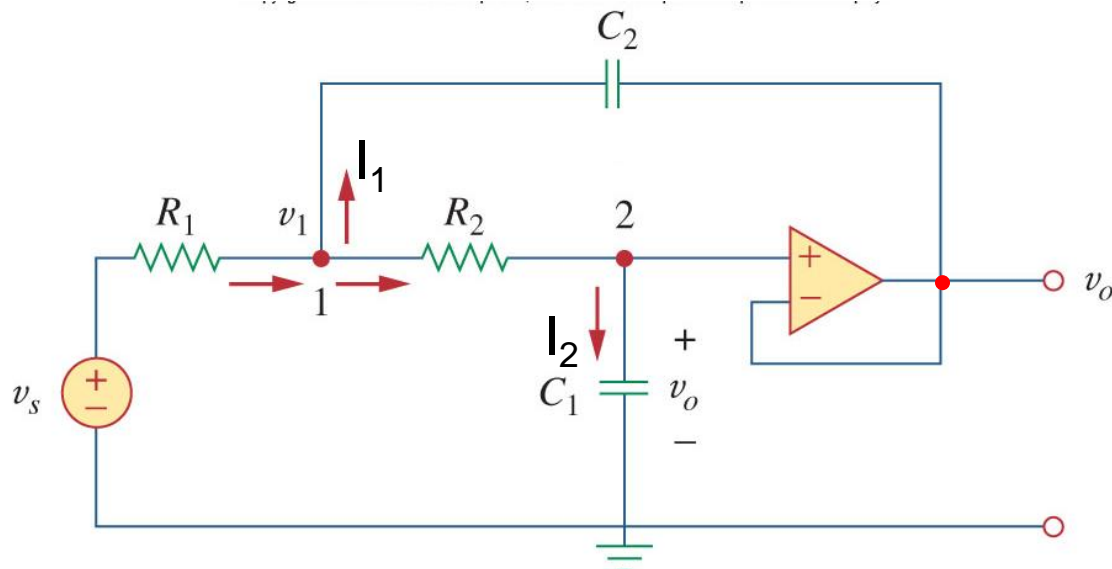 C₂
I₁
R₁
v₁
R₂
2
+
−
vₒ
1
I₂
+
−
vₛ
C₁
+
vₒ
−